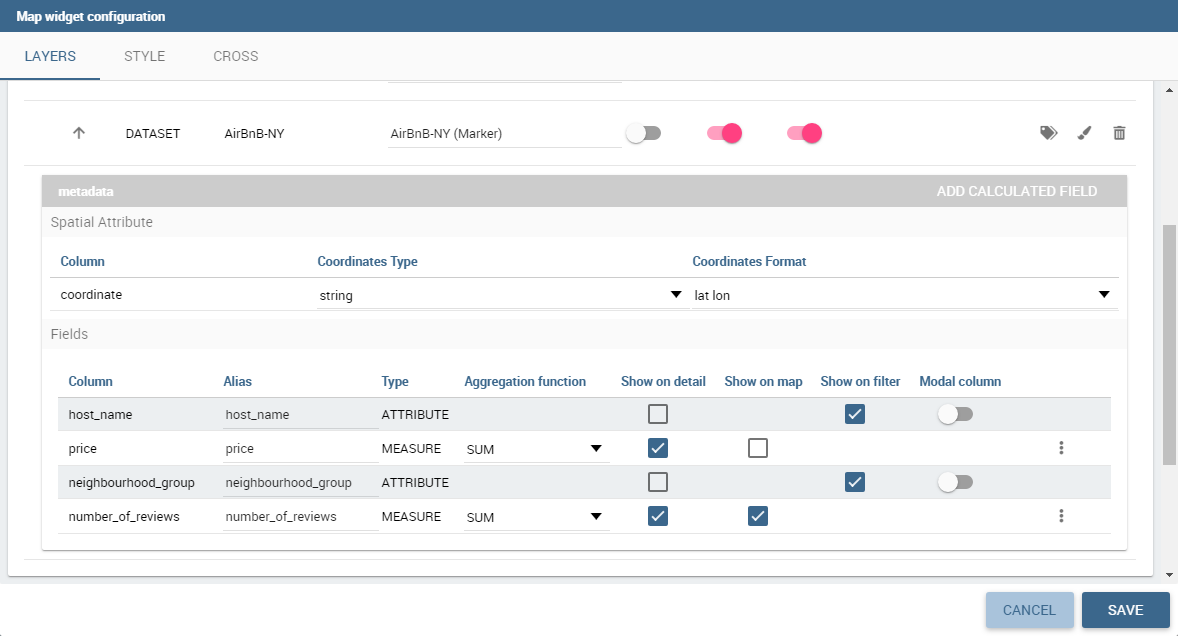 Map widget configuration
LAYERS STYLE CROSS
DATASET AirBnB-NY AirBnB-NY (Marker)
metadata ADD CALCULATED FIELD
Spatial Attribute
Column Coordinates Type Coordinates Format
coordinate string lat lon
Fields
Column Alias Type Aggregation function Show on detail Show on map Show on filter Modal column
host_name host_name ATTRIBUTE
price price MEASURE SUM
neighbourhood_group neighbourhood_group ATTRIBUTE
number_of_reviews number_of_reviews MEASURE SUM
CANCEL SAVE